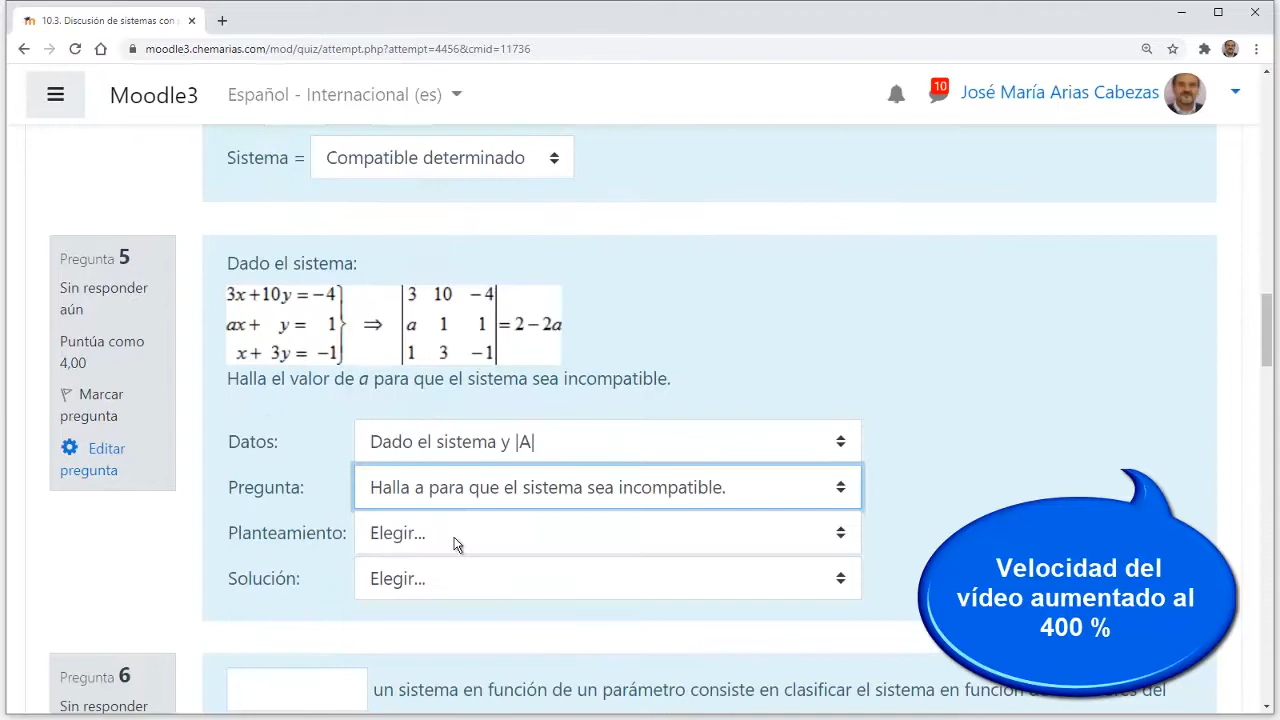 10.3. Discusión de sistemas con
moodle3.chemarias.com/mod/quiz/attempt.php?attempt=4456&cmid=11736
Moodle3
Español - Internacional (es)
10
José María Arias Cabezas
Sistema =
Compatible determinado
Pregunta 5
Sin responder
aún
Puntúa como
4,00
Marcar
pregunta
Editar
pregunta
Dado el sistema:
3x+10y = −4
ax + y = 1
x + 3y = −1
⇒
3 10 −4
a 1 1
1 3 −1
= 2 − 2a
Halla el valor de a para que el sistema sea incompatible.
Datos:
Dado el sistema y |A|
Pregunta:
Halla a para que el sistema sea incompatible.
Planteamiento:
Elegir...
Solución:
Elegir...
Velocidad del
vídeo aumentado al
400 %
Pregunta 6
Sin responder
un sistema en función de un parámetro consiste en clasificar el sistema en función del